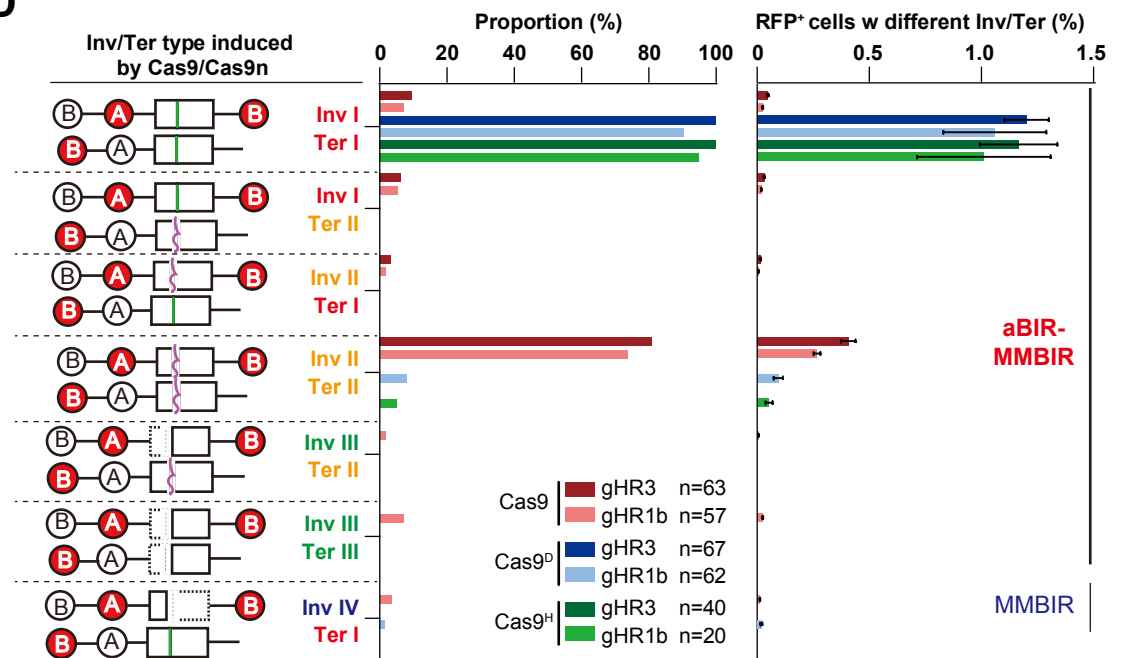 Inv/Ter type induced
by Cas9/Cas9n
Proportion (%)
0 20 40 60 80 100
RFP⁺ cells w different Inv/Ter (%)
0 0.5 1.0 1.5
B A B
Inv I
B A
Ter I
B A B
Inv I
B A
Ter II
B A B
Inv II
B A
Ter I
B A B
Inv II
B A
Ter II
B A B
Inv III
B A
Ter II
B A B
Inv III
B A
Ter III
B A B
Inv IV
B A
Ter I
Cas9
gHR3 n=63
gHR1b n=57
Cas9ᴰ
gHR3 n=67
gHR1b n=62
Cas9ᴴ
gHR3 n=40
gHR1b n=20
aBIR-
MMBIR
MMBIR